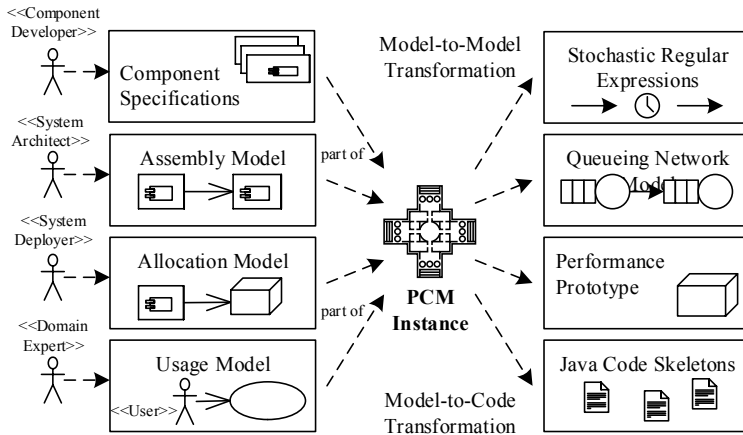 <<Component
Developer>>
Component
Specifications
<<System
Architect>>
Assembly Model
<<System
Deployer>>
Allocation Model
<<Domain
Expert>>
Usage Model
<<User>>
part of
part of
Model-to-Model
Transformation
PCM
Instance
Model-to-Code
Transformation
Stochastic Regular
Expressions
Queueing Network
Model
Performance
Prototype
Java Code Skeletons